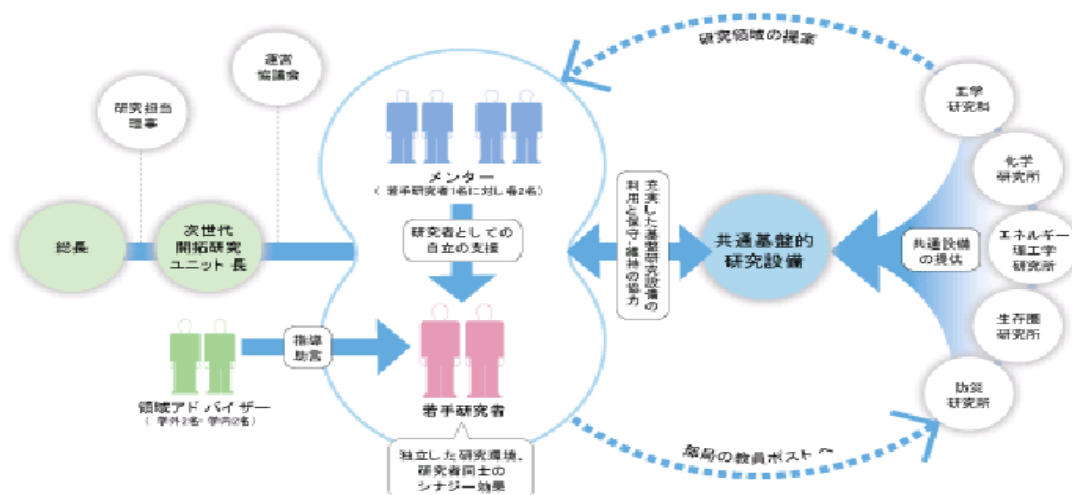 運営
協議会
研究担当
理事
総長
次世代
開拓研究
ユニット長
メンター
(若手研究者1名に対し各2名)
研究者としての
自立の支援
指導
助言
領域アドバイザー
(学外2名・学内2名)
若手研究者
独立した研究環境、
研究者同士の
シナジー効果
研究領域の提案
充実した基盤研究設備の
利用と保守・維持の協力
共通基盤的
研究設備
共通設備
の提供
工学
研究科
化学
研究所
エネルギー
理工学
研究所
生存圏
研究所
防災
研究所
部局の教員ポストへ